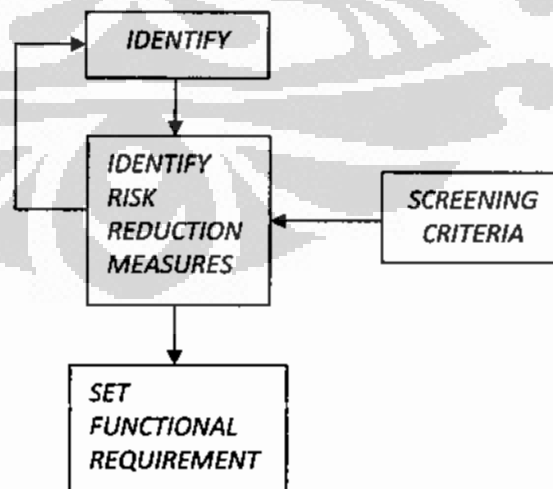 IDENTIFY
IDENTIFY
RISK
REDUCTION
MEASURES
SCREENING
CRITERIA
SET
FUNCTIONAL
REQUIREMENT